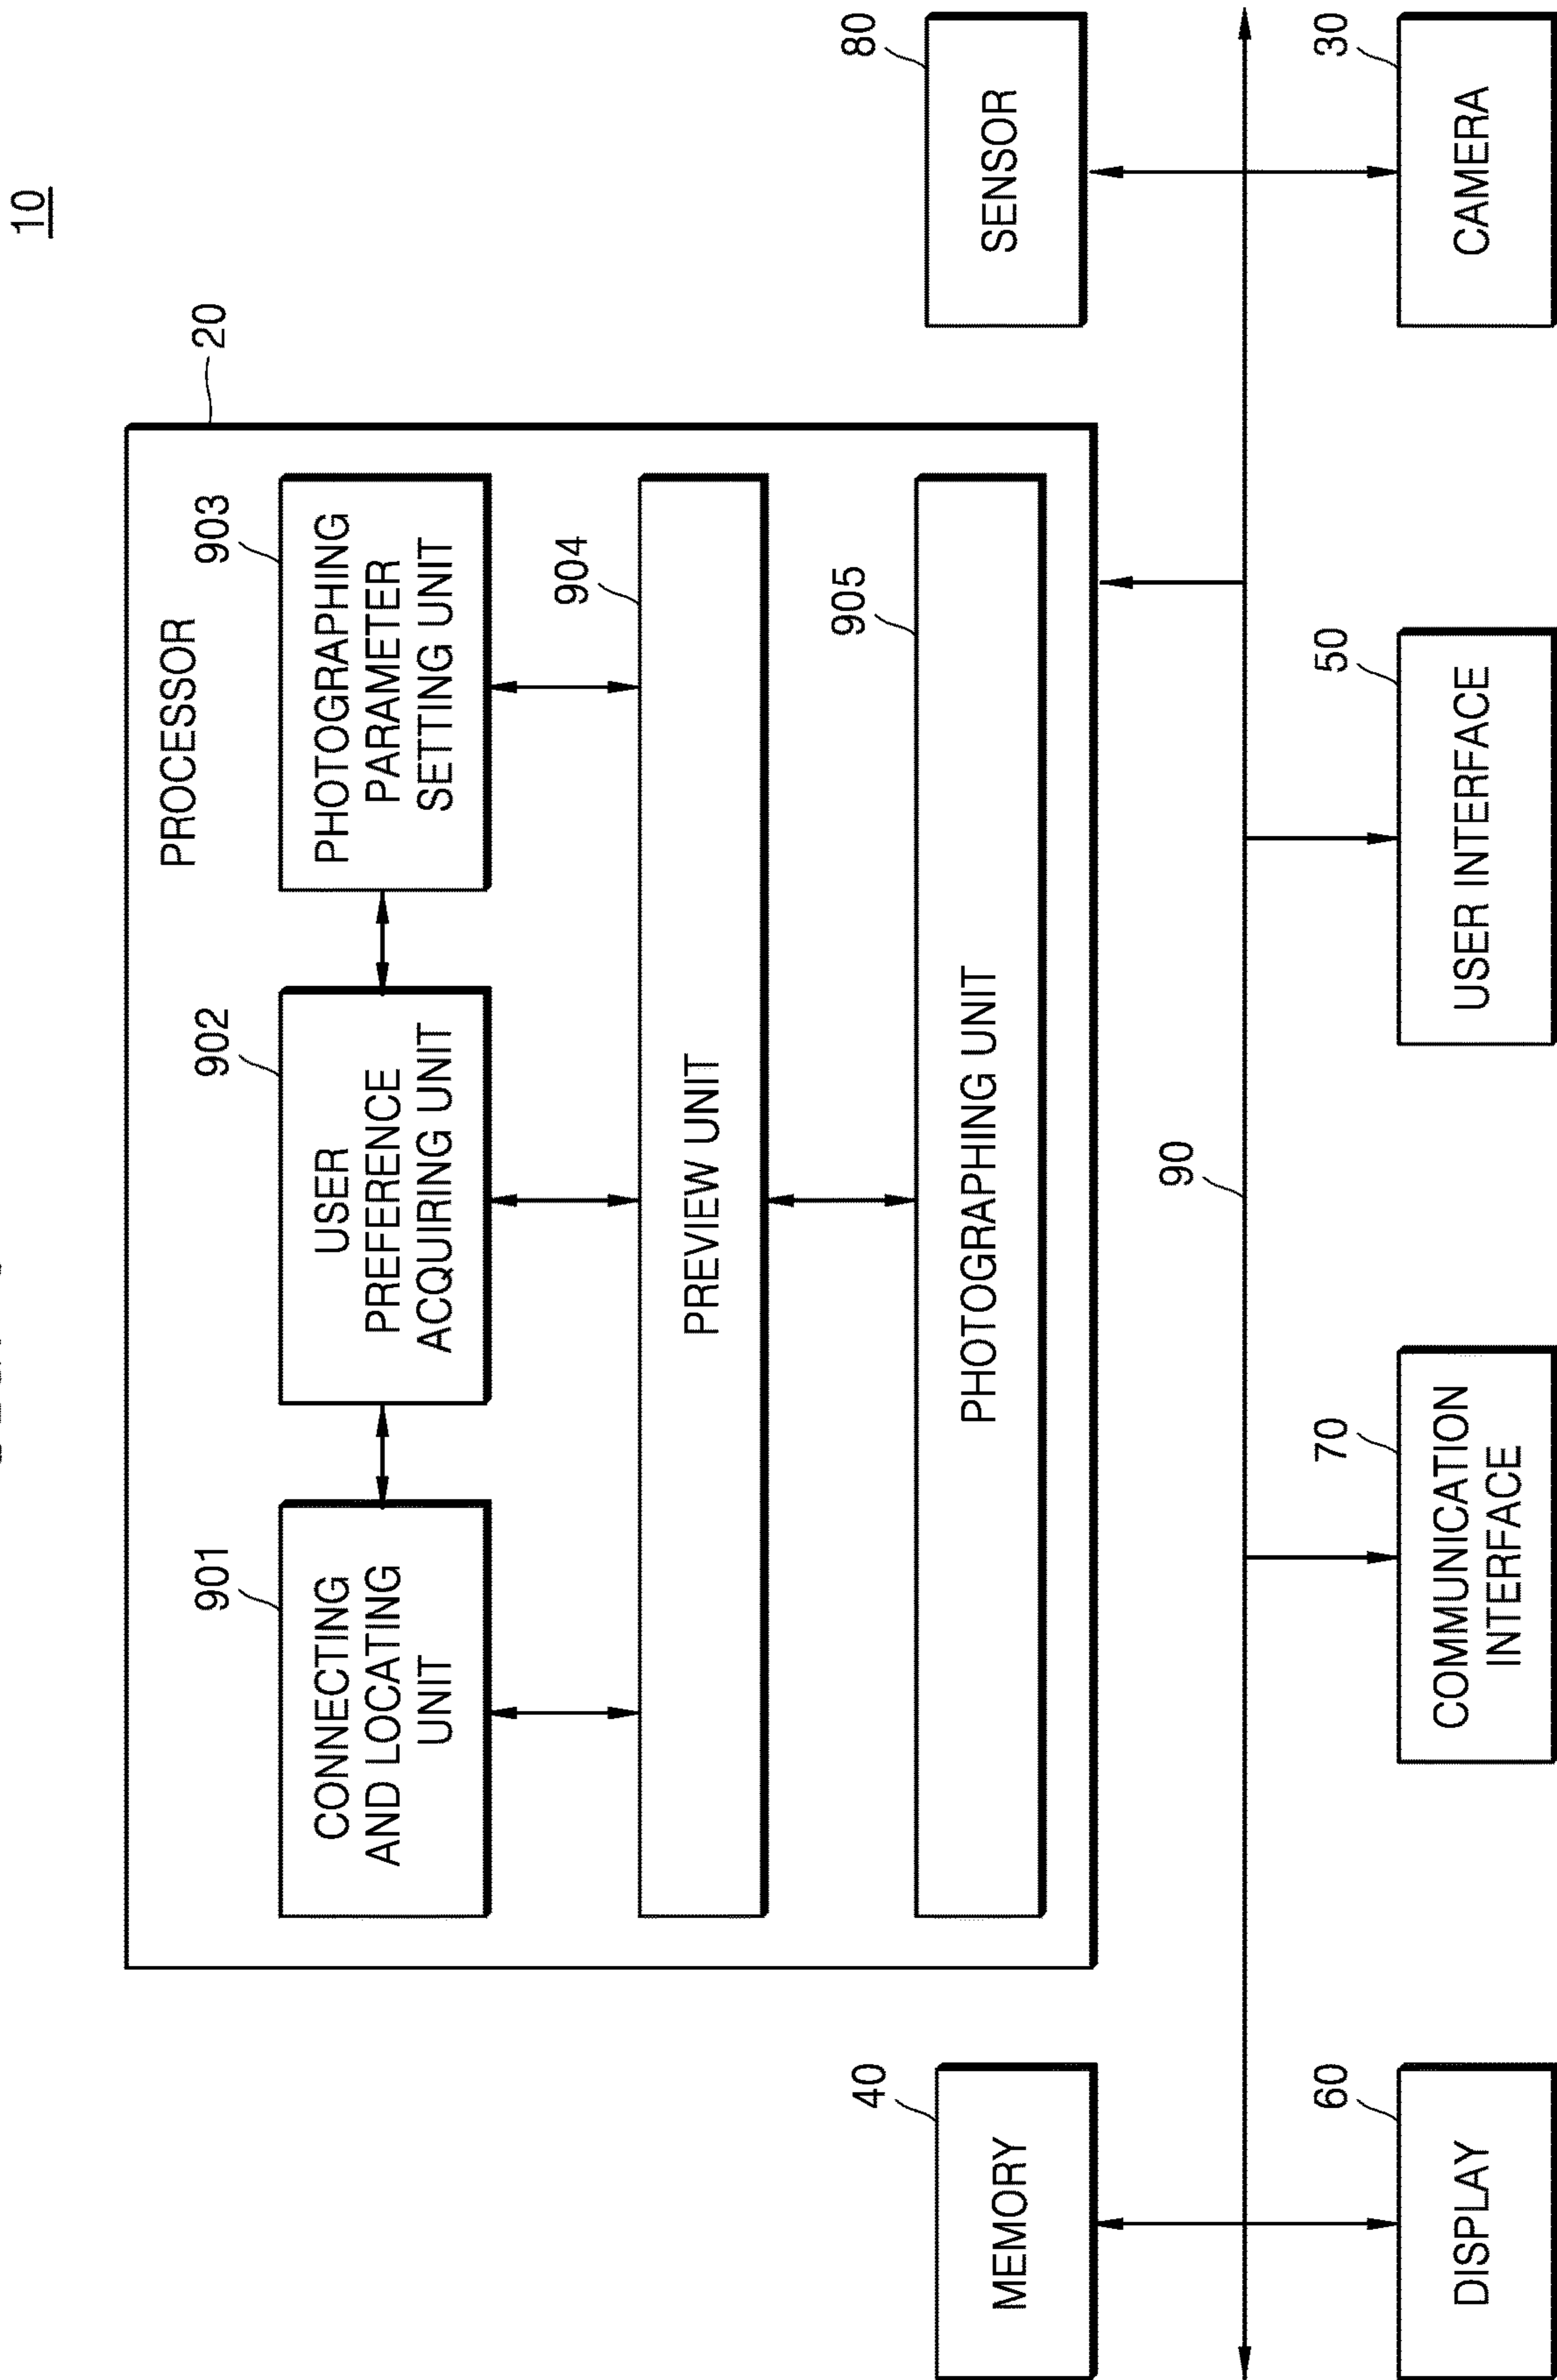 10
20
PROCESSOR
901
CONNECTING
AND LOCATING
UNIT
902
USER
PREFERENCE
ACQUIRING UNIT
903
PHOTOGRAPHING
PARAMETER
SETTING UNIT
904
PREVIEW UNIT
905
PHOTOGRAPHING UNIT
40
MEMORY
80
SENSOR
90
60
DISPLAY
70
COMMUNICATION
INTERFACE
50
USER INTERFACE
30
CAMERA